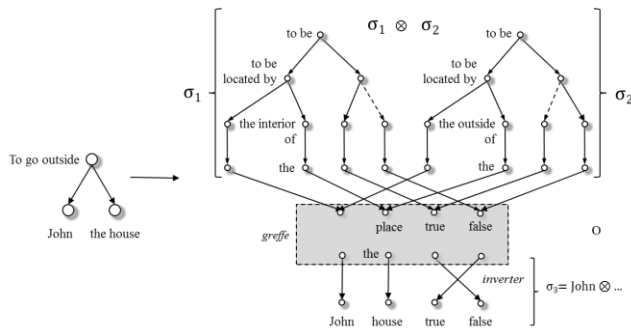 σ₁ ⊗ σ₂
to be
to be
to be
located by
to be
located by
σ₁
σ₂
the interior
of
the outside
of
To go outside
the
the
John
the house
place
true
false
greffe
O
the
inverter
σ₃= John ⊗ ...
John
house
true
false